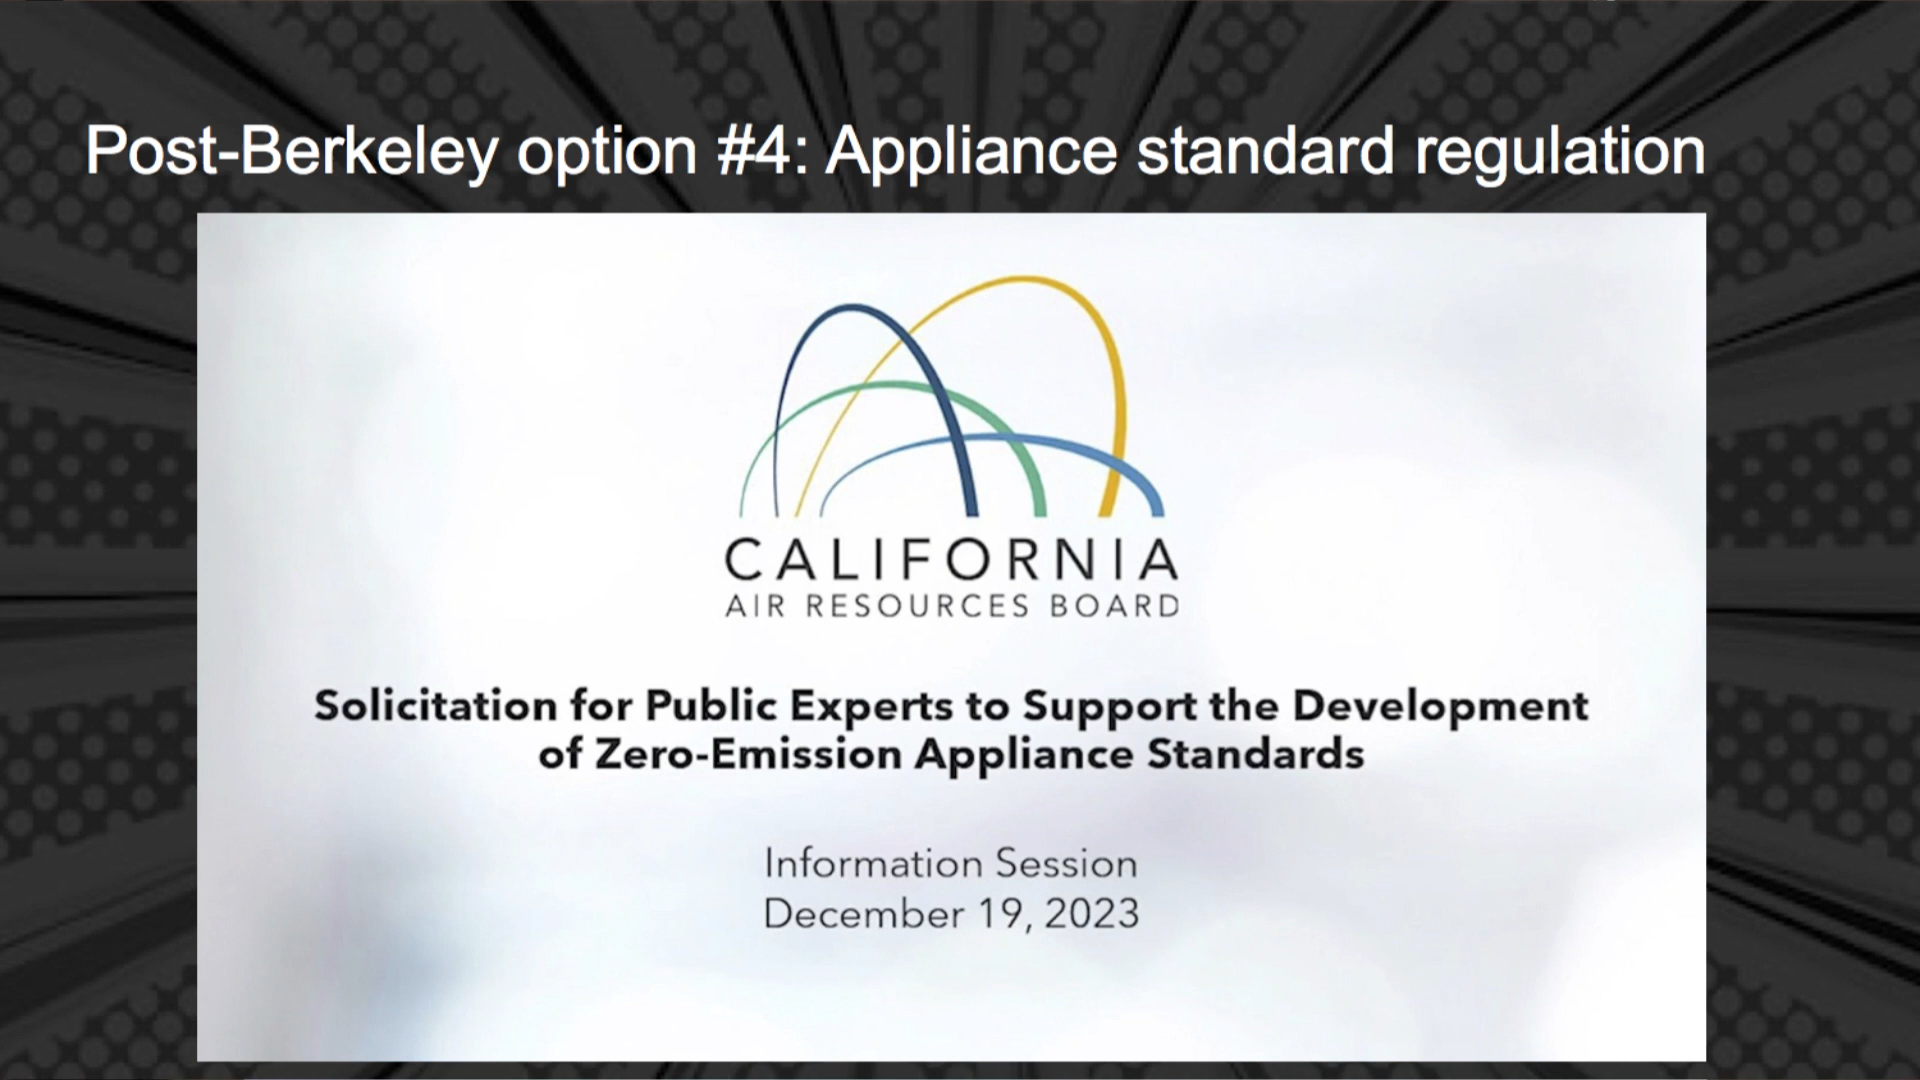 Post-Berkeley option #4: Appliance standard regulation
CALIFORNIA
AIR RESOURCES BOARD
Solicitation for Public Experts to Support the Development
of Zero-Emission Appliance Standards
Information Session
December 19, 2023